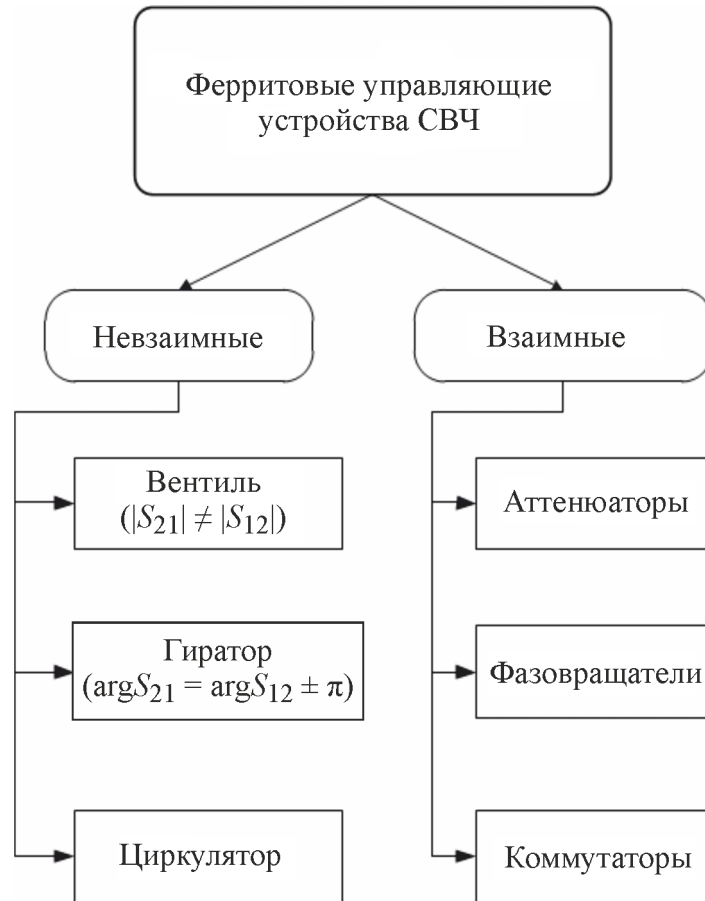 Ферритовые управляющие
устройства СВЧ
Невзаимные
Взаимные
Вентиль
(|S21| ≠ |S12|)
Аттенюаторы
Гиратор
(argS21 = argS12 ± π)
Фазовращатели
Циркулятор
Коммутаторы